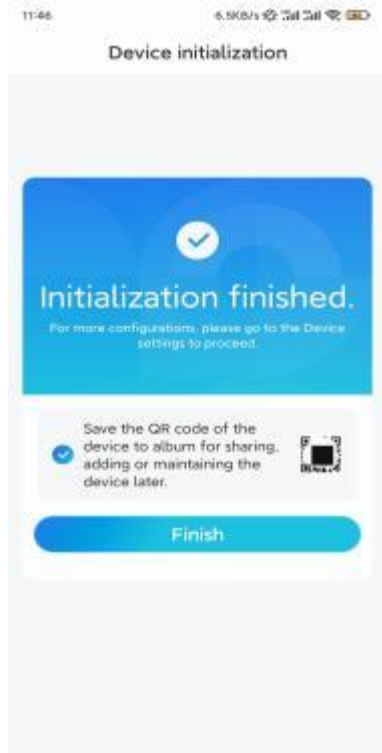 11:46 6.5KB/s
Device initialization
Initialization finished.
For more configurations, please go to the Device
settings to proceed.
Save the QR code of the
device to album for sharing,
adding or maintaining the
device later.
Finish